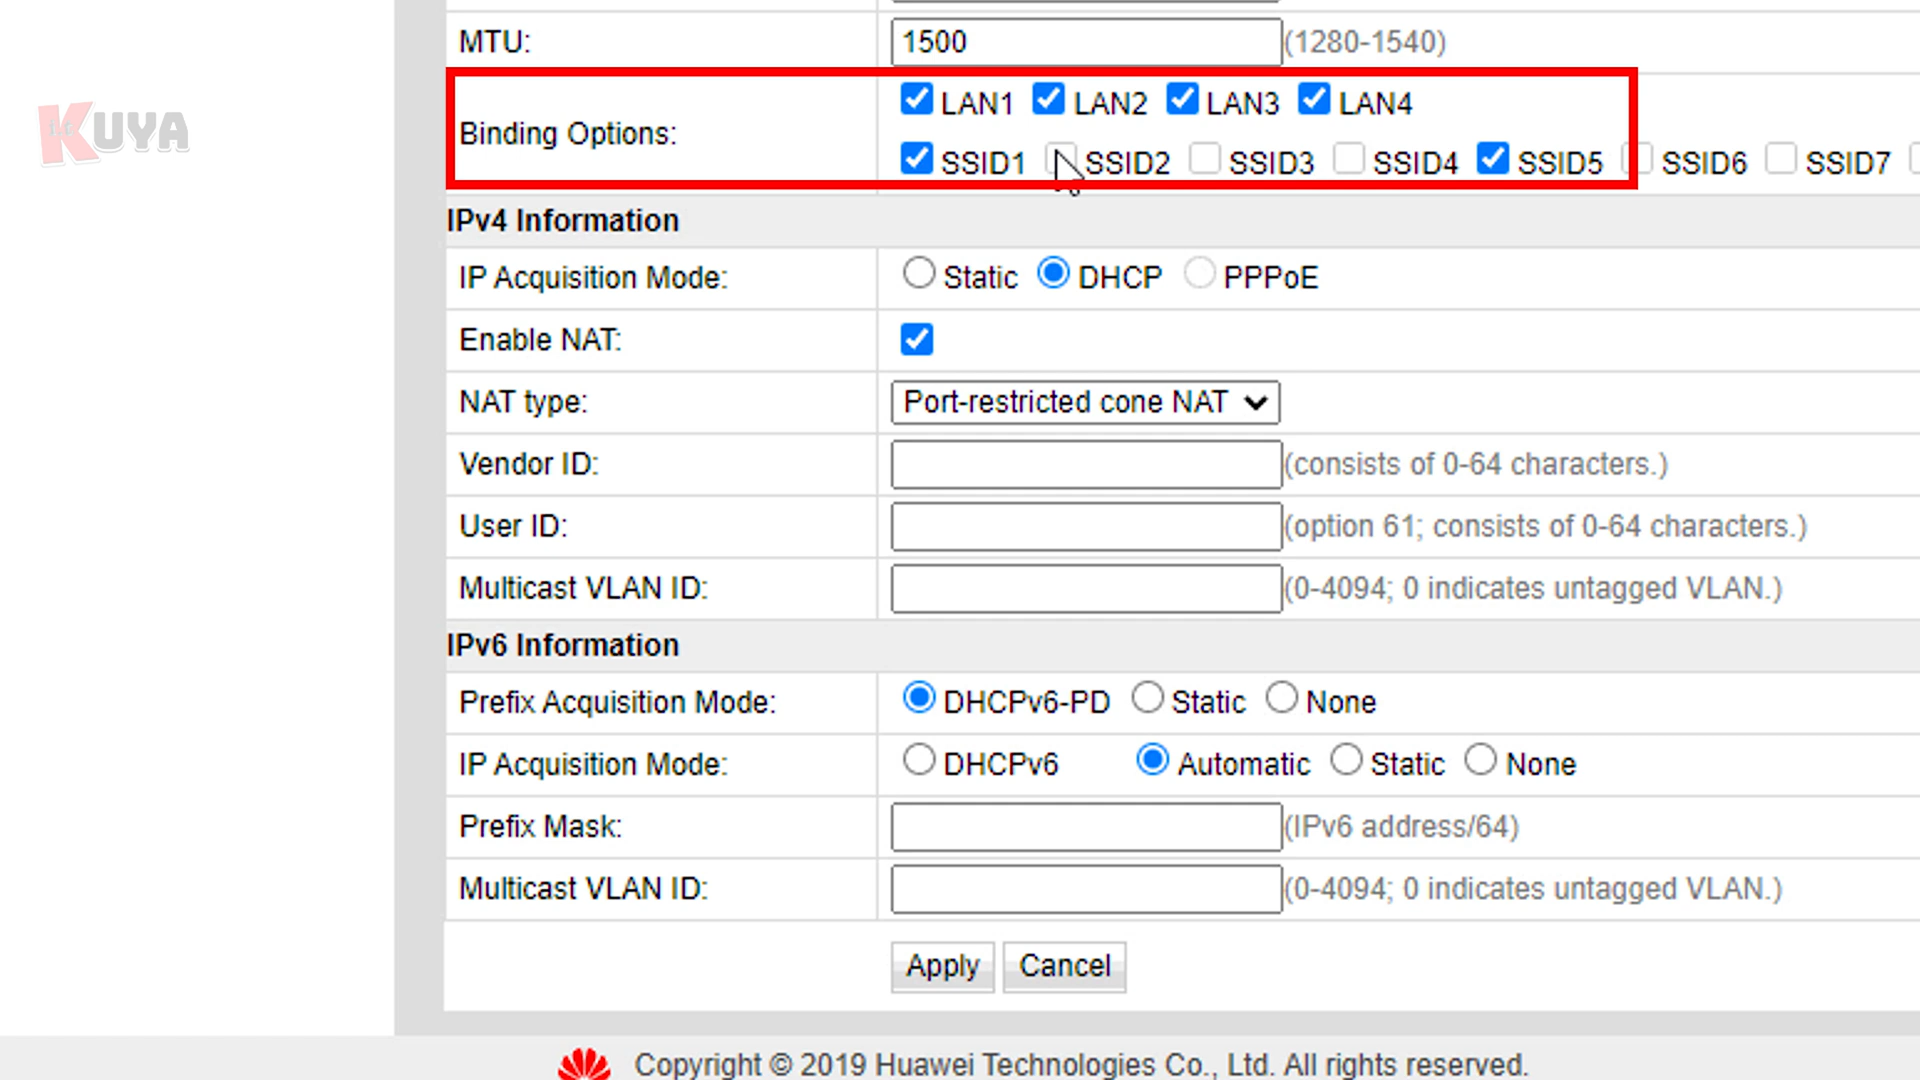 MTU: 1500 (1280-1540)
Binding Options:
LAN1 LAN2 LAN3 LAN4
SSID1 SSID2 SSID3 SSID4 SSID5 SSID6 SSID7
KUYA
IPv4 Information
IP Acquisition Mode: Static DHCP PPPoE
Enable NAT:
NAT type: Port-restricted cone NAT
Vendor ID: (consists of 0-64 characters.)
User ID: (option 61; consists of 0-64 characters.)
Multicast VLAN ID: (0-4094; 0 indicates untagged VLAN.)
IPv6 Information
Prefix Acquisition Mode: DHCPv6-PD Static None
IP Acquisition Mode: DHCPv6 Automatic Static None
Prefix Mask: (IPv6 address/64)
Multicast VLAN ID: (0-4094; 0 indicates untagged VLAN.)
Apply Cancel
Copyright © 2019 Huawei Technologies Co., Ltd. All rights reserved.